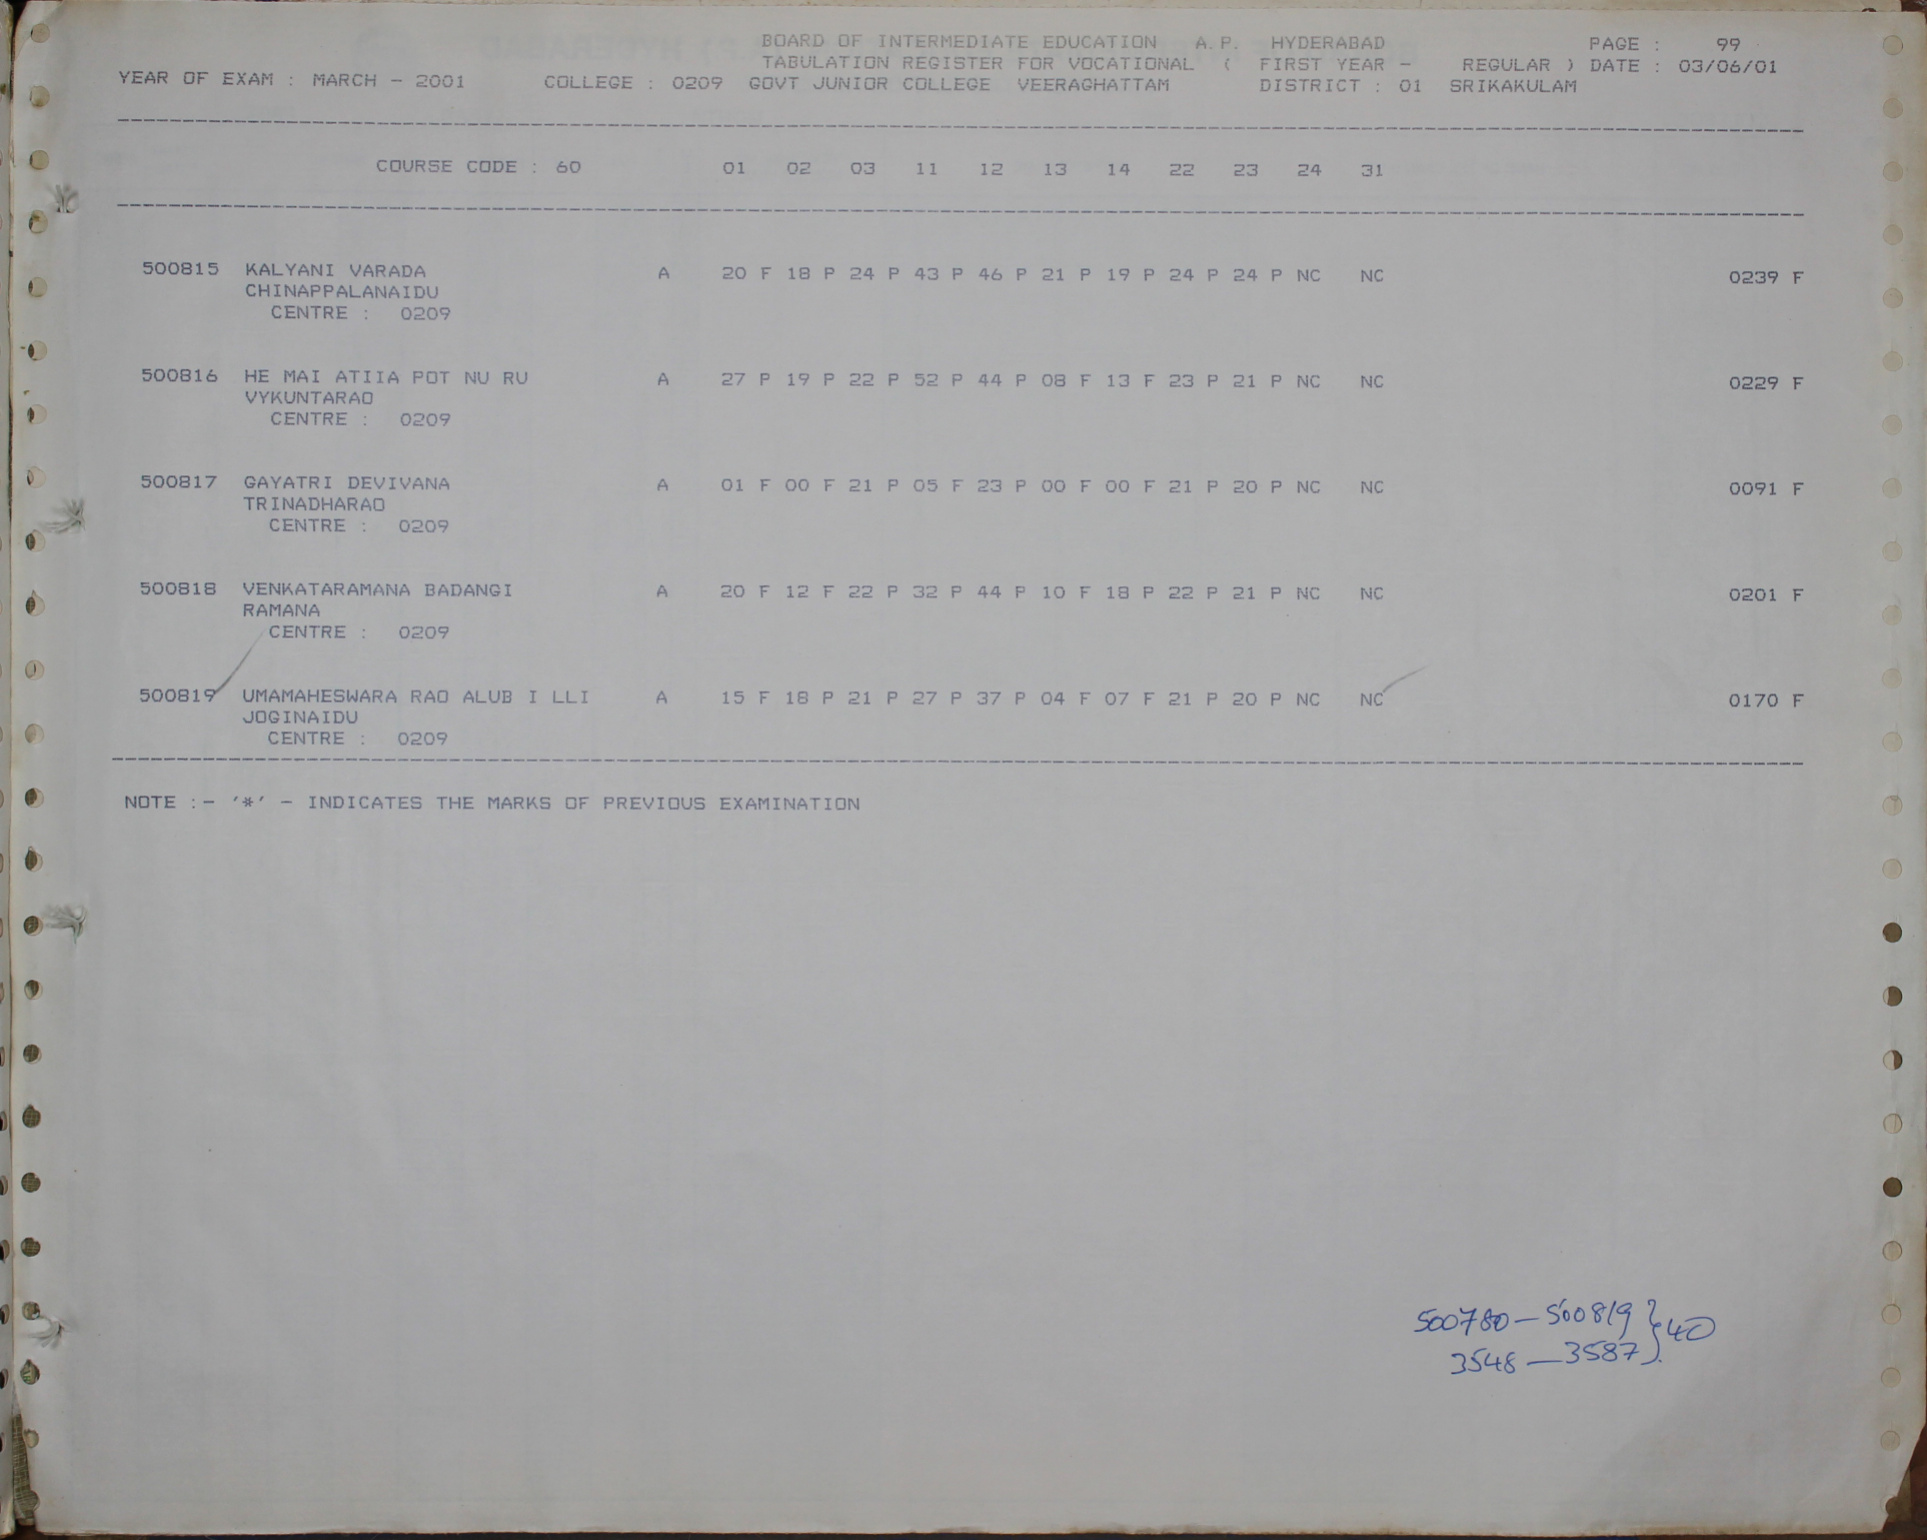 BOARD OF INTERMEDIATE EDUCATION A.P. HYDERABAD PAGE : 99
TABULATION REGISTER FOR VOCATIONAL ( FIRST YEAR - REGULAR ) DATE : 03/06/01
YEAR OF EXAM : MARCH - 2001 COLLEGE : 0209 GOVT JUNIOR COLLEGE VEERAGHATTAM DISTRICT : 01 SRIKAKULAM
COURSE CODE : 60 01 02 03 11 12 13 14 22 23 24 31
500815 KALYANI VARADA A 20 F 18 P 24 P 43 P 46 P 21 P 19 P 24 P 24 P NC NC 0239 F
CHINAPPALANAIDU
CENTRE : 0209
500816 HE MAI ATIIA POT NU RU A 27 P 19 P 22 P 52 P 44 P 08 F 13 F 23 P 21 P NC NC 0229 F
VYKUNTARAO
CENTRE : 0209
500817 GAYATRI DEVIVANA A 01 F 00 F 21 P 05 F 23 P 00 F 00 F 21 P 20 P NC NC 0091 F
TRINADHARAO
CENTRE : 0209
500818 VENKATARAMANA BADANGI A 20 F 12 F 22 P 32 P 44 P 10 F 18 P 22 P 21 P NC NC 0201 F
RAMANA
CENTRE : 0209
500819 UMAMAHESWARA RAO ALUB I LLI A 15 F 18 P 21 P 27 P 37 P 04 F 07 F 21 P 20 P NC NC 0170 F
JOGINAIDU
CENTRE : 0209
NOTE :- '*' - INDICATES THE MARKS OF PREVIOUS EXAMINATION
500780 — 500819 } 40
3548 — 3587